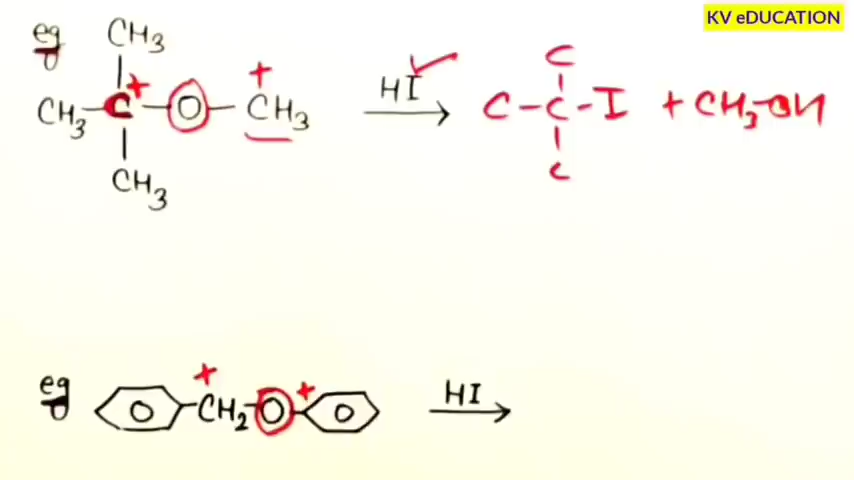 KV eDUCATION
eg CH3
CH3-C+-O-CH3+ HI → C-C-I + CH3-OH
C
CH3
C
eg + CH2 O + HI →